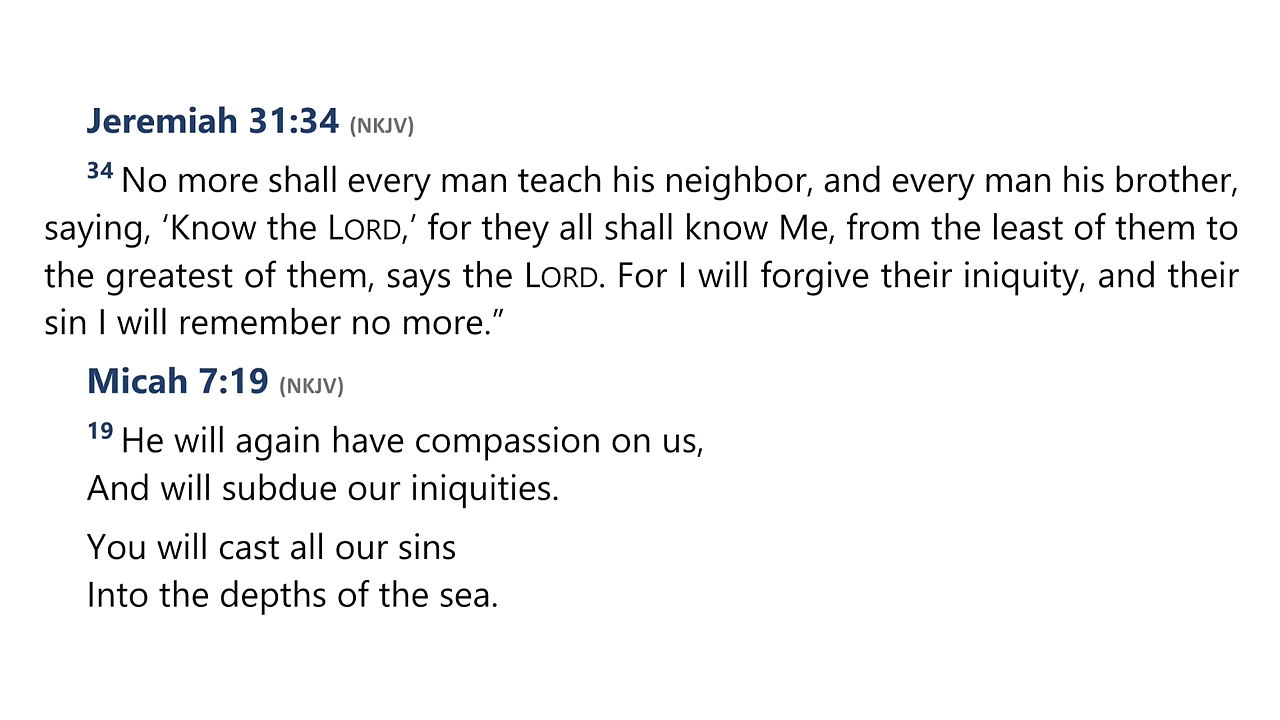 Jeremiah 31:34 (NKJV)
34 No more shall every man teach his neighbor, and every man his brother,
saying, ‘Know the LORD,’ for they all shall know Me, from the least of them to
the greatest of them, says the LORD. For I will forgive their iniquity, and their
sin I will remember no more.”
Micah 7:19 (NKJV)
19 He will again have compassion on us,
And will subdue our iniquities.
You will cast all our sins
Into the depths of the sea.